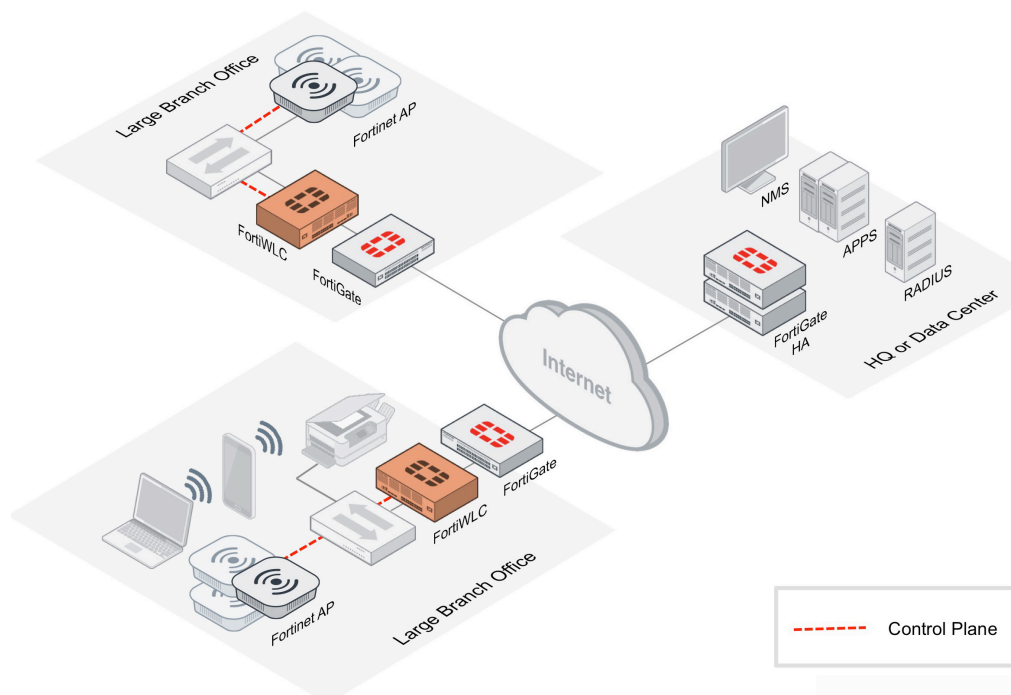 Large Branch Office
Fortinet AP
FortiWLC
FortiGate
NMS
APPS
RADIUS
FortiGate
HA
HQ or Data Center
Internet
FortiGate
FortiWLC
Fortinet AP
Large Branch Office
Control Plane